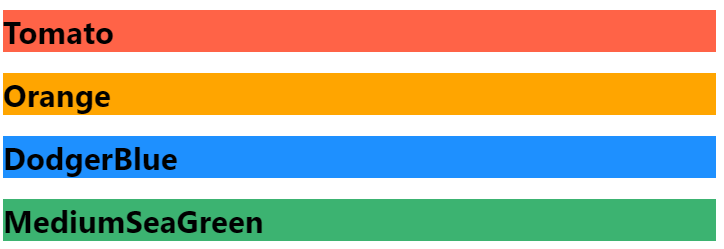 Tomato
Orange
DodgerBlue
MediumSeaGreen